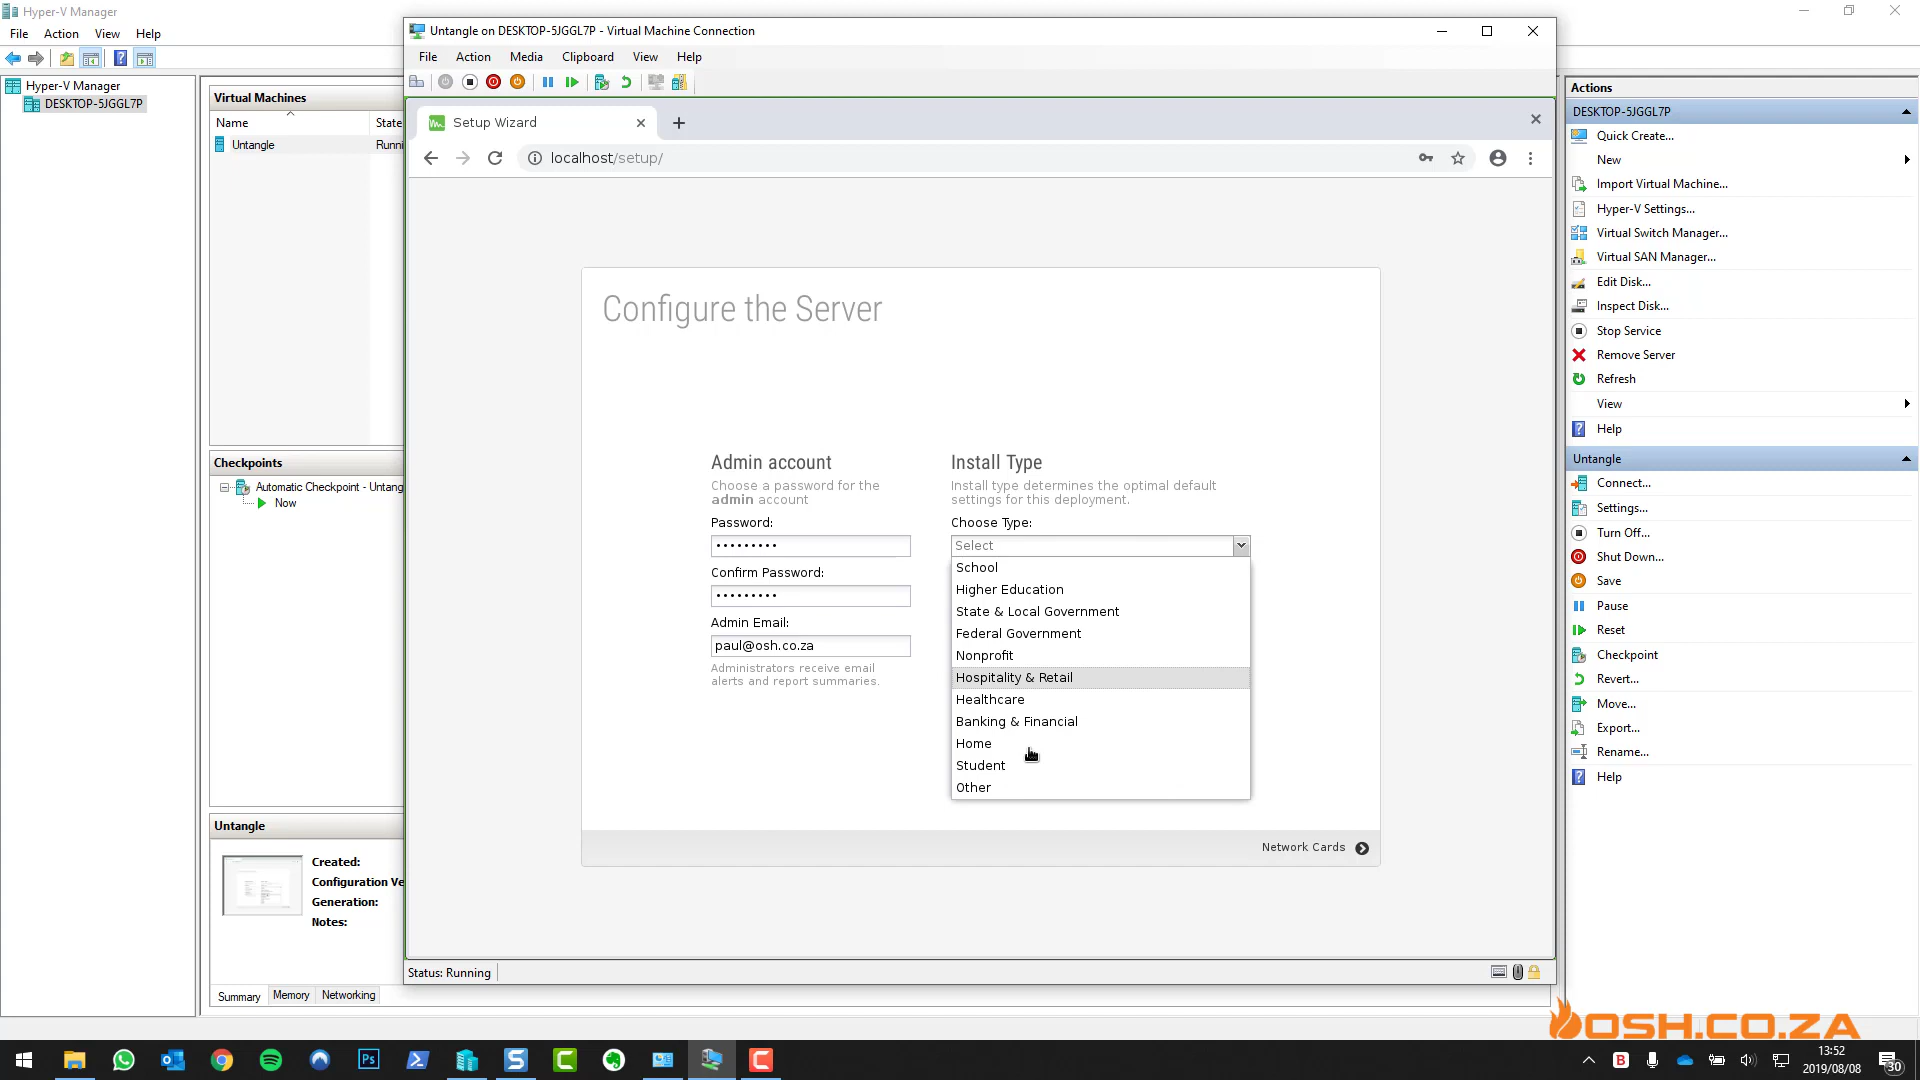 Hyper-V Manager
File Action View Help
Hyper-V Manager
DESKTOP-5JGGL7P
Virtual Machines
Name State
Untangle Runni
Checkpoints
Automatic Checkpoint - Untang
Now
Untangle
Created:
Configuration Ve
Generation:
Notes:
Summary Memory Networking
Untangle on DESKTOP-5JGGL7P - Virtual Machine Connection
File Action Media Clipboard View Help
Setup Wizard
localhost/setup/
Configure the Server
Admin account
Choose a password for the
admin account
Password:
•••••••••
Confirm Password:
•••••••••
Admin Email:
paul@osh.co.za
Administrators receive email
alerts and report summaries.
Install Type
Install type determines the optimal default
settings for this deployment.
Choose Type:
Select
School
Higher Education
State & Local Government
Federal Government
Nonprofit
Hospitality & Retail
Healthcare
Banking & Financial
Home
Student
Other
Network Cards
Status: Running
Actions
DESKTOP-5JGGL7P
Quick Create...
New
Import Virtual Machine...
Hyper-V Settings...
Virtual Switch Manager...
Virtual SAN Manager...
Edit Disk...
Inspect Disk...
Stop Service
Remove Server
Refresh
View
Help
Untangle
Connect...
Settings...
Turn Off...
Shut Down...
Save
Pause
Reset
Checkpoint
Revert...
Move...
Export...
Rename...
Help
OSH.CO.ZA
Ps
S
C
C
B
13:52
2019/08/08
30